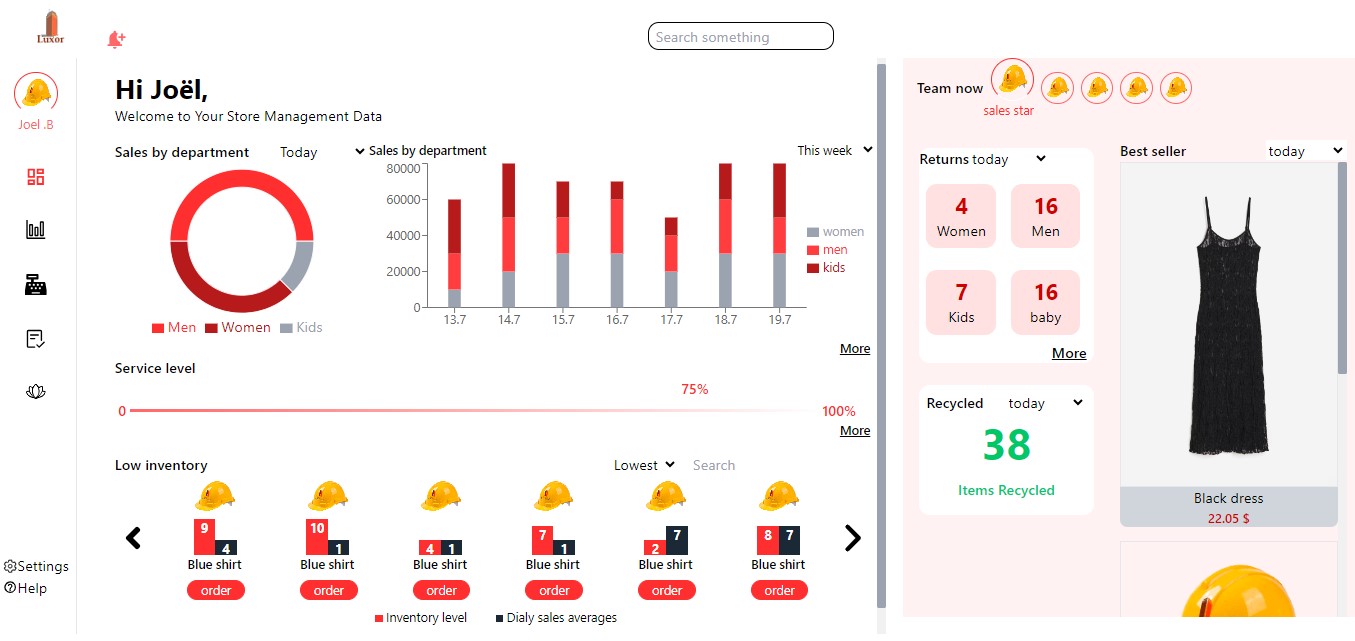 Luxor
Search something
Joel .B
Settings
Help
Hi Joël,
Welcome to Your Store Management Data
Sales by department Today
Men Women Kids
Sales by department This week
80000
60000
40000
20000
0
13.7 14.7 15.7 16.7 17.7 18.7 19.7
women
men
kids
More
Service level
75%
0 100%
More
Low inventory Lowest Search
9 4 10 1 4 1 7 1 2 7 8 7
Blue shirt Blue shirt Blue shirt Blue shirt Blue shirt Blue shirt
order order order order order order
Inventory level Dialy sales averages
Team now
sales star
Returns today
4 16
Women Men
7 16
Kids baby
More
Recycled today
38
Items Recycled
Best seller today
Black dress
22.05 $